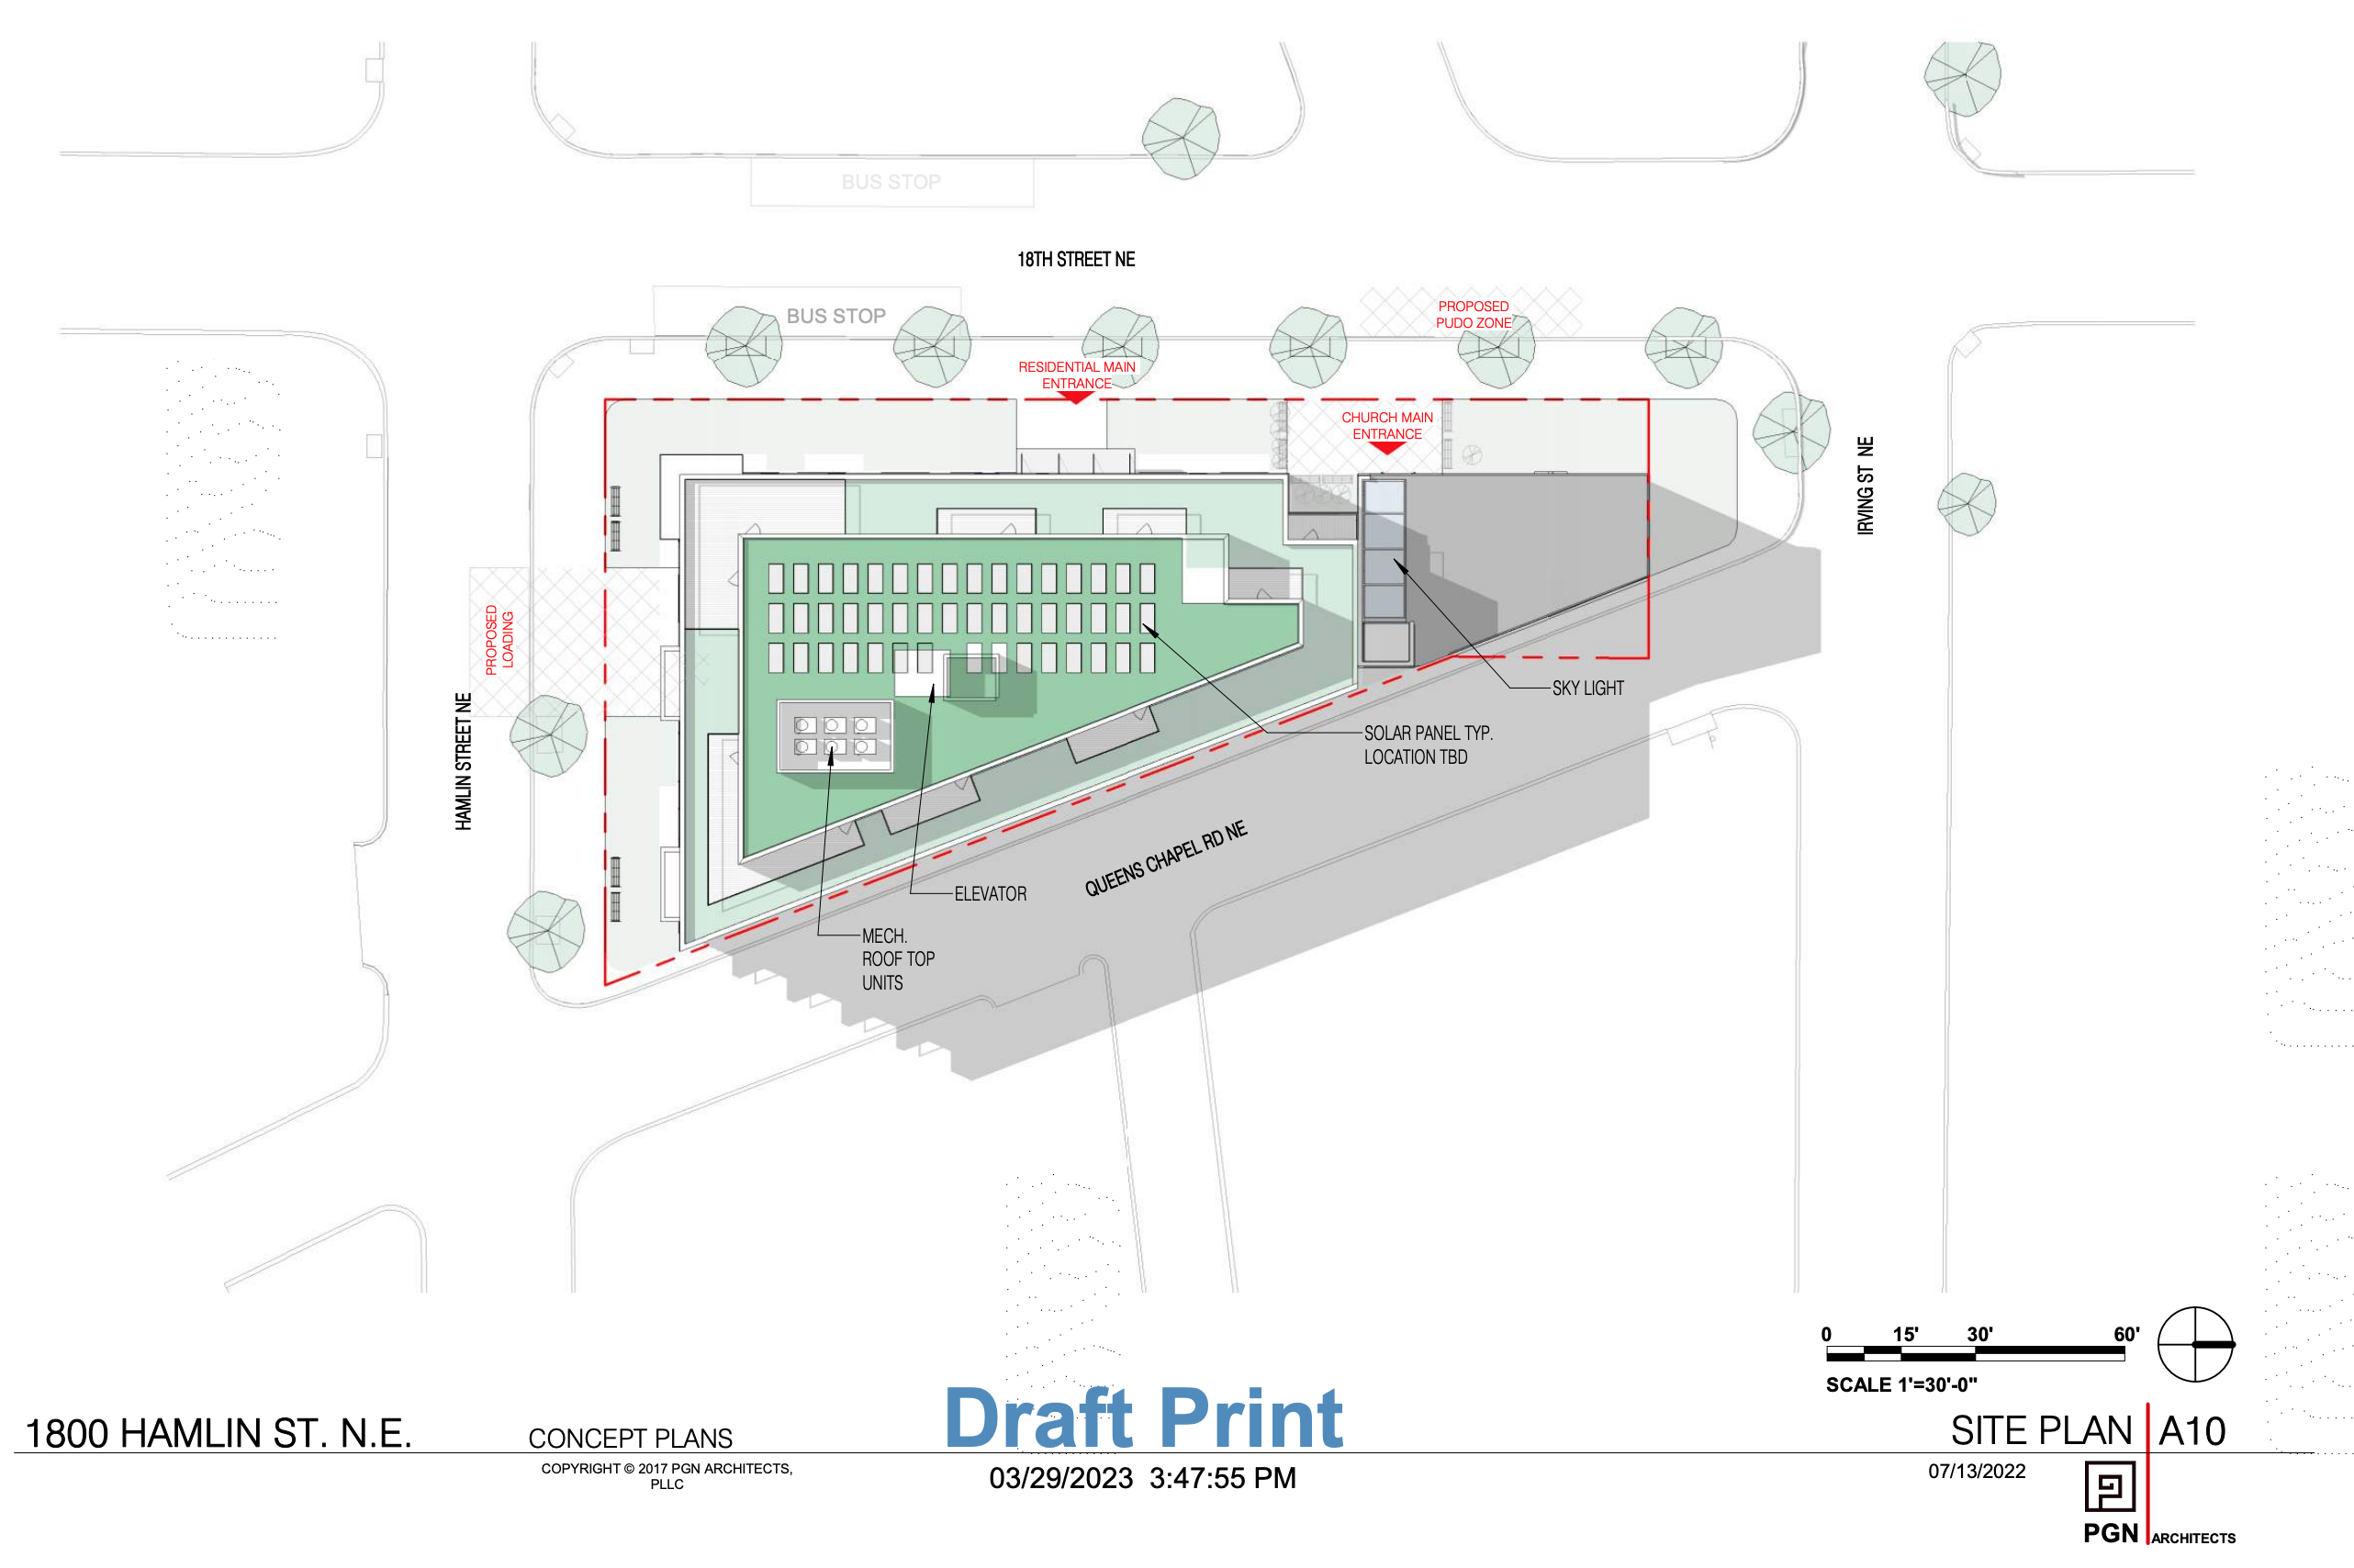 BUS STOP
18TH STREET NE
BUS STOP
PROPOSED
PUDO ZONE
RESIDENTIAL MAIN
ENTRANCE
CHURCH MAIN
ENTRANCE
IRVING ST NE
PROPOSED
LOADING
HAMLIN STREET NE
SKY LIGHT
SOLAR PANEL TYP.
LOCATION TBD
QUEENS CHAPEL RD NE
ELEVATOR
MECH.
ROOF TOP
UNITS
0 15' 30' 60'
SCALE 1'=30'-0"
1800 HAMLIN ST. N.E.
CONCEPT PLANS
COPYRIGHT © 2017 PGN ARCHITECTS,
PLLC
Draft Print
03/29/2023 3:47:55 PM
SITE PLAN A10
07/13/2022
PGN ARCHITECTS